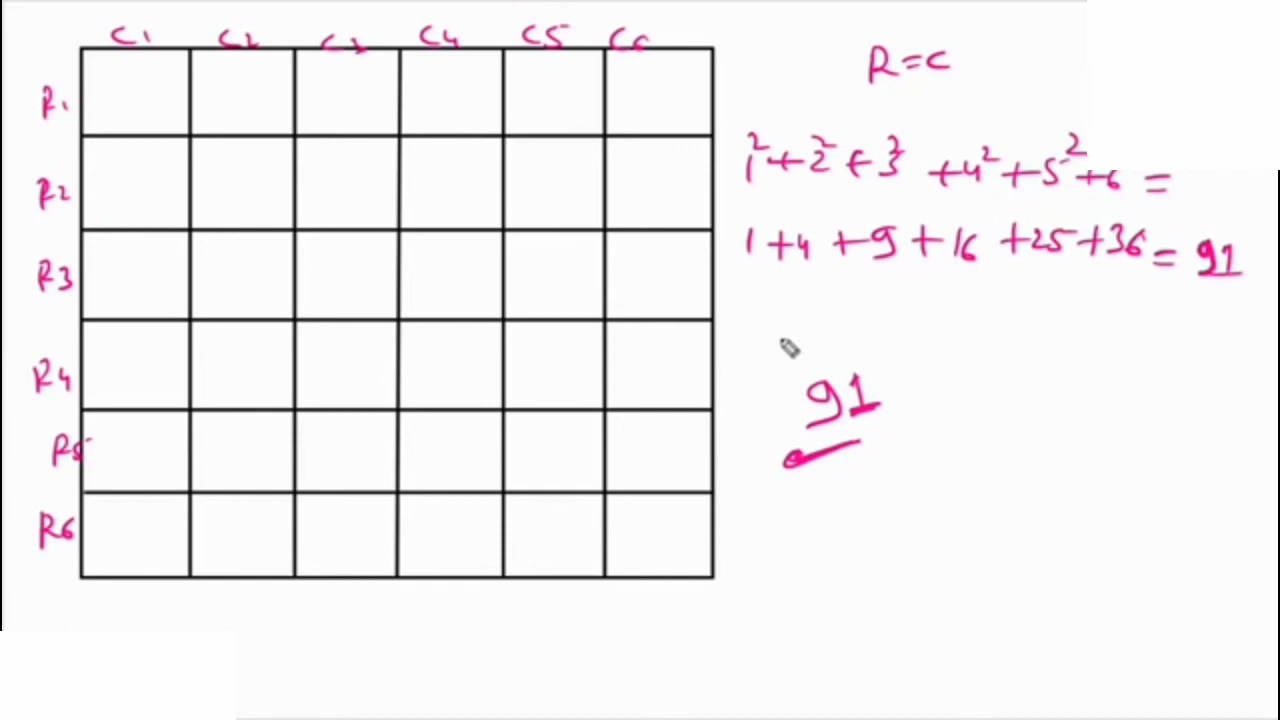 C1 C2 C3 C4 C5 C6
R1
R2
R3
R4
R5
R6
R=C
1²+2²+3²+4²+5²+6=
1+4+9+16+25+36=91
91